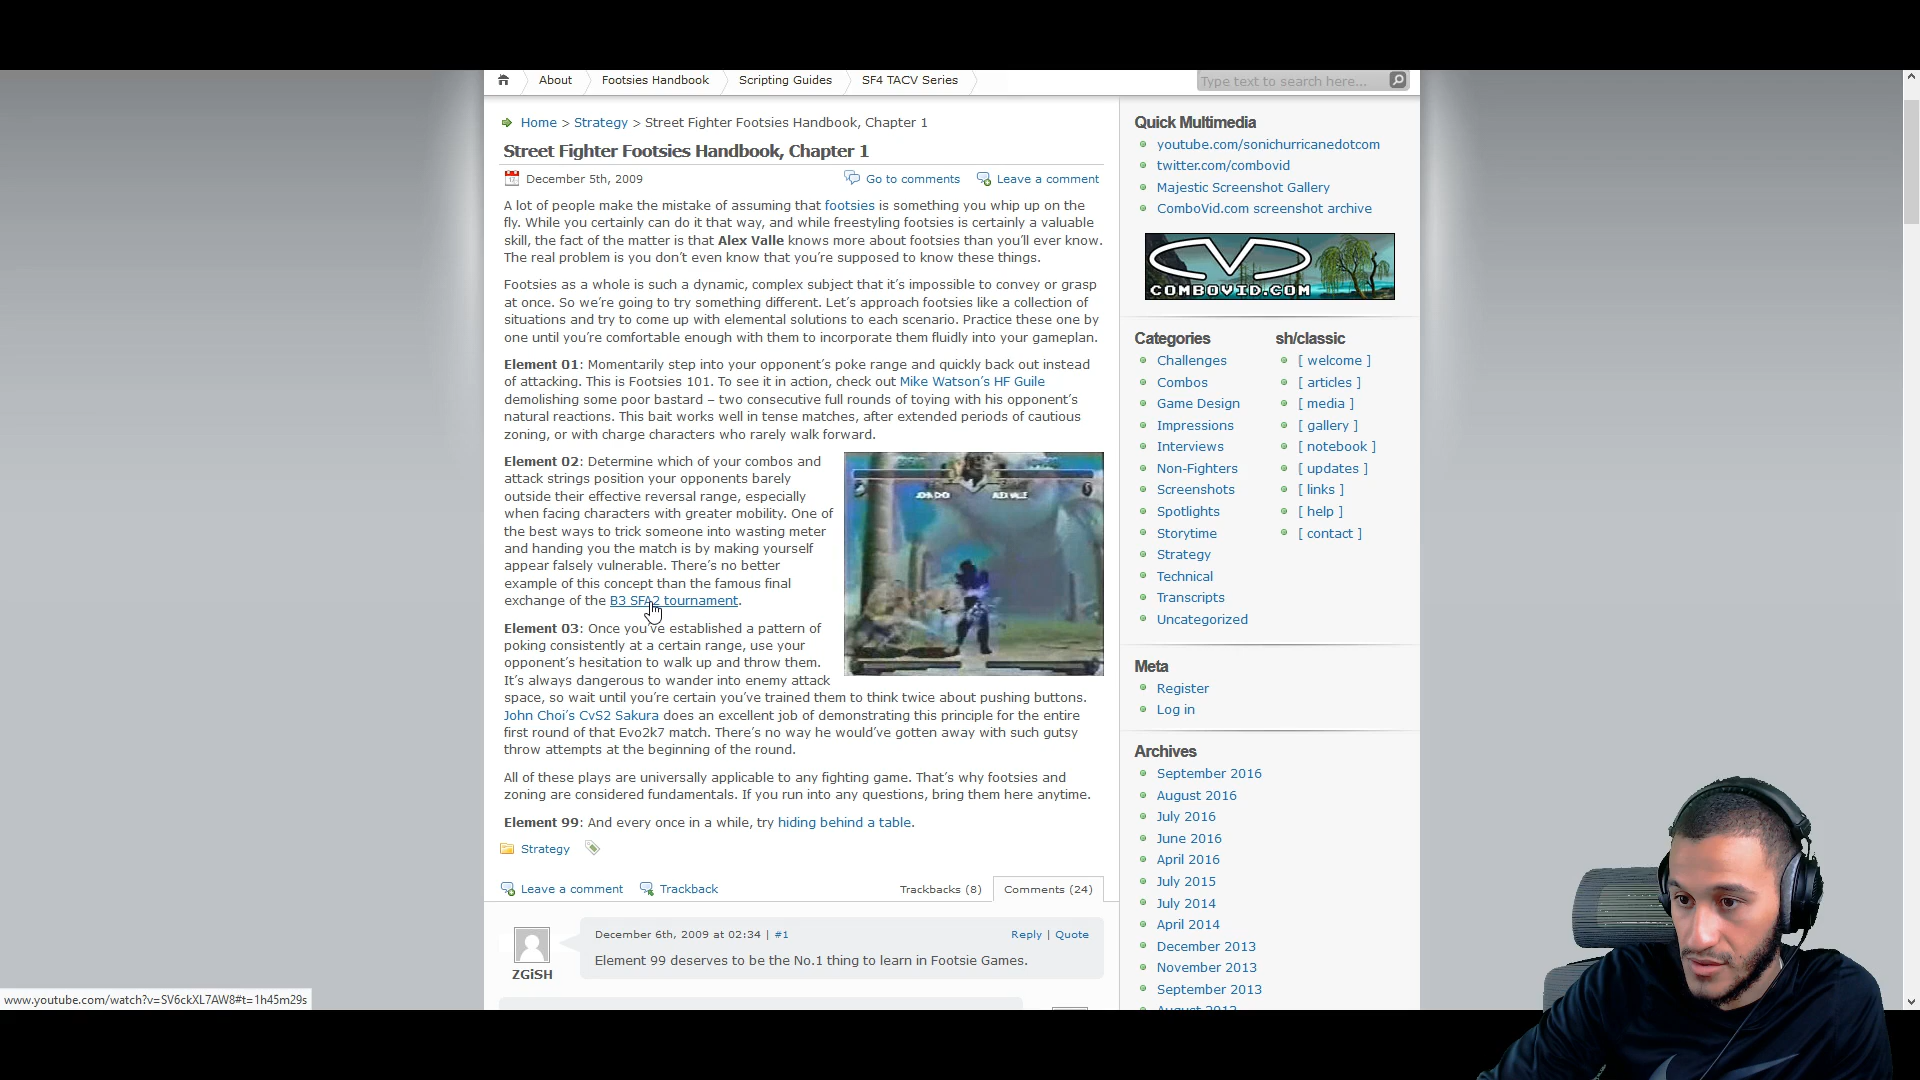 About
Footsies Handbook
Scripting Guides
SF4 TACV Series
Type text to search here...
Home > Strategy > Street Fighter Footsies Handbook, Chapter 1
Street Fighter Footsies Handbook, Chapter 1
December 5th, 2009
Go to comments
Leave a comment
A lot of people make the mistake of assuming that footsies is something you whip up on the
fly. While you certainly can do it that way, and while freestyling footsies is certainly a valuable
skill, the fact of the matter is that Alex Valle knows more about footsies than you'll ever know.
The real problem is you don't even know that you're supposed to know these things.
Footsies as a whole is such a dynamic, complex subject that it's impossible to convey or grasp
at once. So we're going to try something different. Let's approach footsies like a collection of
situations and try to come up with elemental solutions to each scenario. Practice these one by
one until you're comfortable enough with them to incorporate them fluidly into your gameplan.
Element 01: Momentarily step into your opponent's poke range and quickly back out instead
of attacking. This is Footsies 101. To see it in action, check out Mike Watson's HF Guile
demolishing some poor bastard – two consecutive full rounds of toying with his opponent's
natural reactions. This bait works well in tense matches, after extended periods of cautious
zoning, or with charge characters who rarely walk forward.
Element 02: Determine which of your combos and
attack strings position your opponents barely
outside their effective reversal range, especially
when facing characters with greater mobility. One of
the best ways to trick someone into wasting meter
and handing you the match is by making yourself
appear falsely vulnerable. There's no better
example of this concept than the famous final
exchange of the B3 SFA2 tournament.
JOHN CHOI
ALEX VALLE
Element 03: Once you've established a pattern of
poking consistently at a certain range, use your
opponent's hesitation to walk up and throw them.
It's always dangerous to wander into enemy attack
space, so wait until you're certain you've trained them to think twice about pushing buttons.
John Choi's CvS2 Sakura does an excellent job of demonstrating this principle for the entire
first round of that Evo2k7 match. There's no way he would've gotten away with such gutsy
throw attempts at the beginning of the round.
All of these plays are universally applicable to any fighting game. That's why footsies and
zoning are considered fundamentals. If you run into any questions, bring them here anytime.
Element 99: And every once in a while, try hiding behind a table.
Strategy
Leave a comment
Trackback
Trackbacks (8)
Comments (24)
ZGiSH
December 6th, 2009 at 02:34 | #1
Reply | Quote
Element 99 deserves to be the No.1 thing to learn in Footsie Games.
www.youtube.com/watch?v=SV6ckXL7AW8#t=1h45m29s
Quick Multimedia
youtube.com/sonichurricanedotcom
twitter.com/combovid
Majestic Screenshot Gallery
ComboVid.com screenshot archive
COMBOVID.COM
Categories
Challenges
Combos
Game Design
Impressions
Interviews
Non-Fighters
Screenshots
Spotlights
Storytime
Strategy
Technical
Transcripts
Uncategorized
sh/classic
[ welcome ]
[ articles ]
[ media ]
[ gallery ]
[ notebook ]
[ updates ]
[ links ]
[ help ]
[ contact ]
Meta
Register
Log in
Archives
September 2016
August 2016
July 2016
June 2016
April 2016
July 2015
July 2014
April 2014
December 2013
November 2013
September 2013